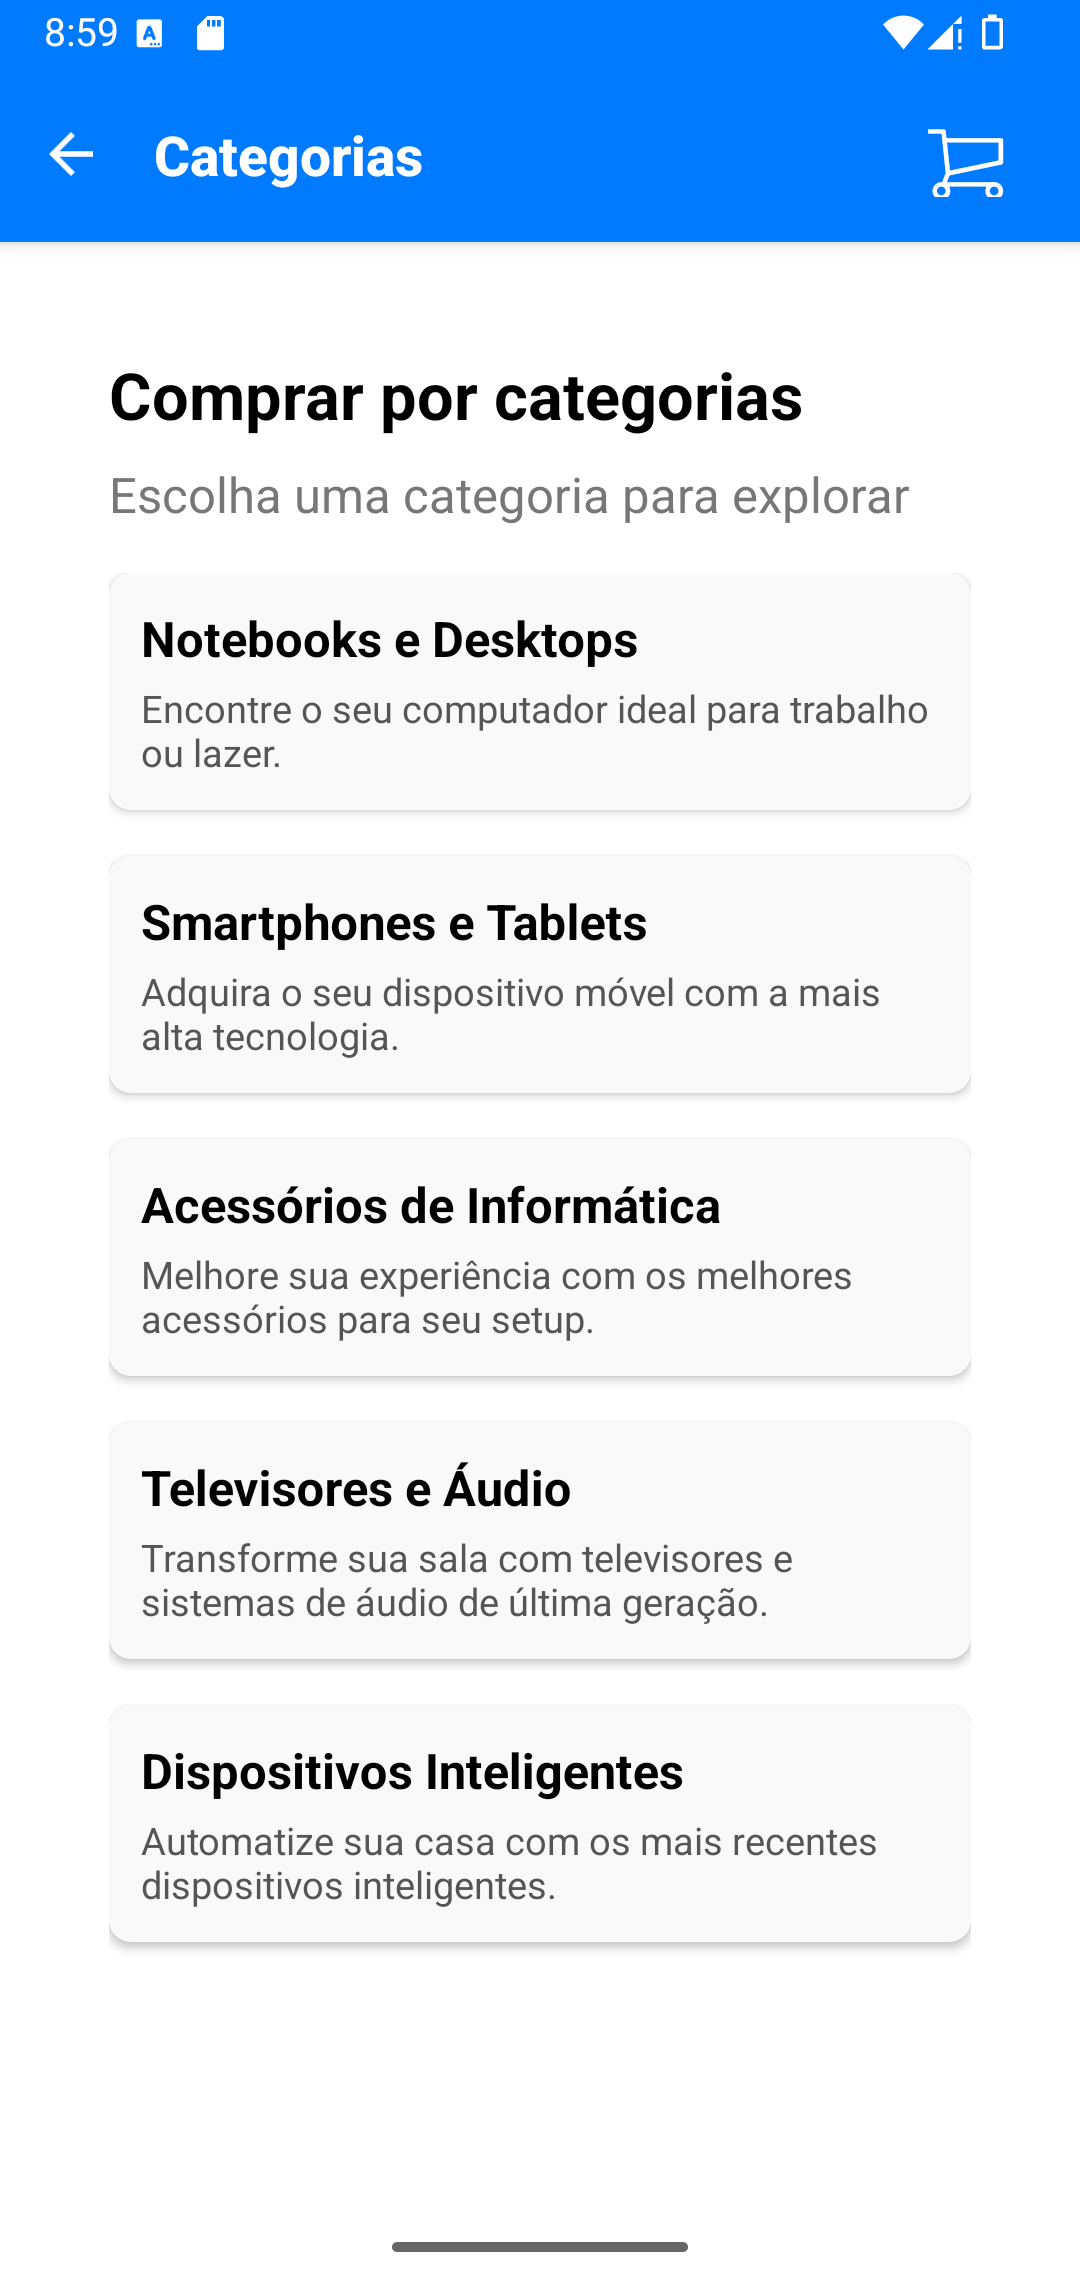 8:59
Categorias
Comprar por categorias
Escolha uma categoria para explorar
Notebooks e Desktops
Encontre o seu computador ideal para trabalho
ou lazer.
Smartphones e Tablets
Adquira o seu dispositivo móvel com a mais
alta tecnologia.
Acessórios de Informática
Melhore sua experiência com os melhores
acessórios para seu setup.
Televisores e Áudio
Transforme sua sala com televisores e
sistemas de áudio de última geração.
Dispositivos Inteligentes
Automatize sua casa com os mais recentes
dispositivos inteligentes.